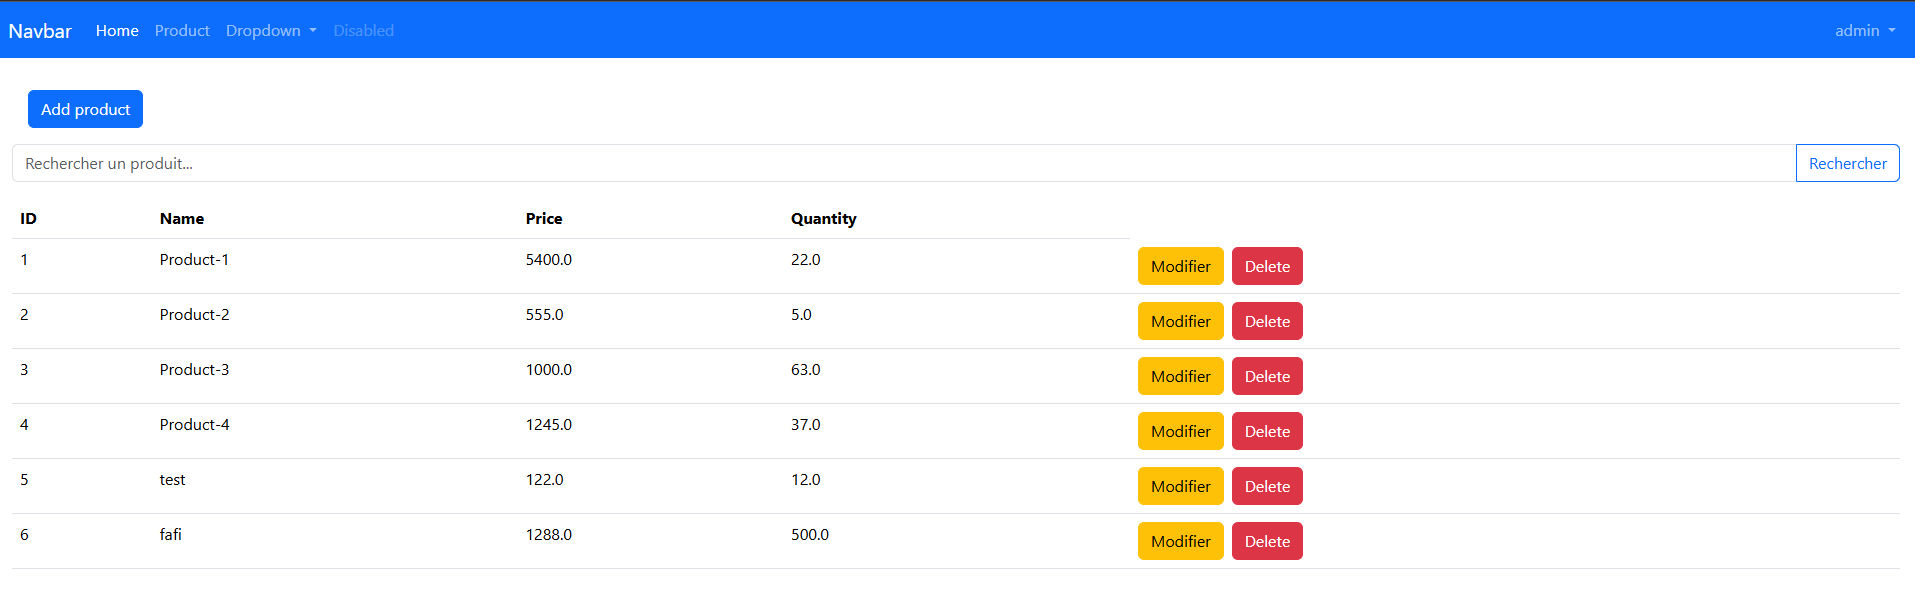 Navbar Home Product Dropdown Disabled admin
Add product
Rechercher un produit... Rechercher
ID Name Price Quantity
1 Product-1 5400.0 22.0 Modifier Delete
2 Product-2 555.0 5.0 Modifier Delete
3 Product-3 1000.0 63.0 Modifier Delete
4 Product-4 1245.0 37.0 Modifier Delete
5 test 122.0 12.0 Modifier Delete
6 fafi 1288.0 500.0 Modifier Delete